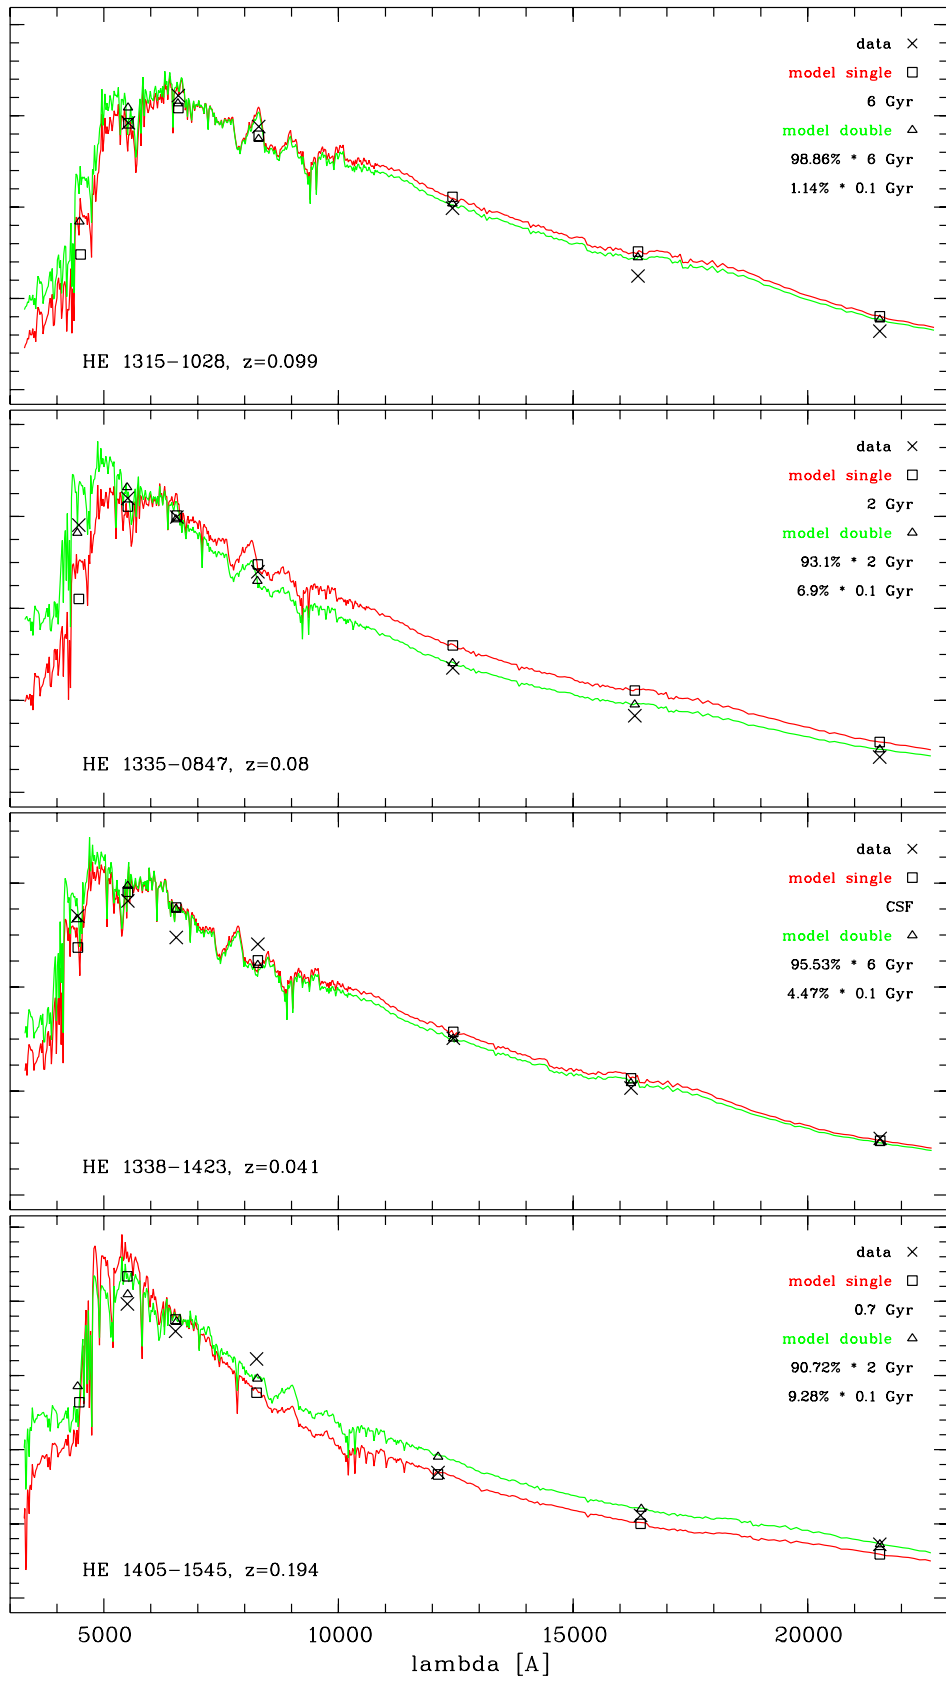 data ×
model single □
6 Gyr
model double △
98.86% * 6 Gyr
1.14% * 0.1 Gyr
HE 1315−1028, z=0.099
data ×
model single □
2 Gyr
model double △
93.1% * 2 Gyr
6.9% * 0.1 Gyr
HE 1335−0847, z=0.08
data ×
model single □
CSF
model double △
95.53% * 6 Gyr
4.47% * 0.1 Gyr
HE 1338−1423, z=0.041
data ×
model single □
0.7 Gyr
model double △
90.72% * 2 Gyr
9.28% * 0.1 Gyr
HE 1405−1545, z=0.194
5000 10000 15000 20000
lambda [A]